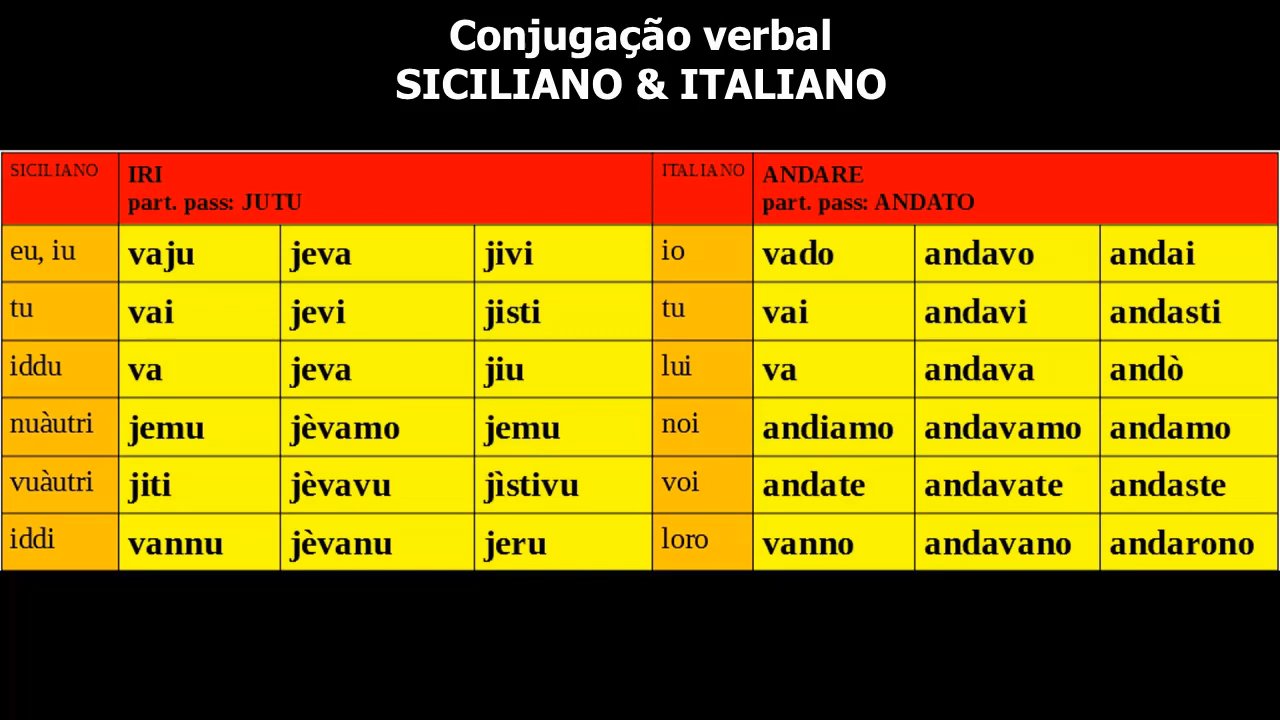 Conjugação verbal
SICILIANO & ITALIANO
SICILIANO IRI ITALIANO ANDARE
part. pass: JUTU part. pass: ANDATO
eu, iu vaju jeva jivi io vado andavo andai
tu vai jevi jisti tu vai andavi andasti
iddu va jeva jiu lui va andava andò
nuàutri jemu jèvamo jemu noi andiamo andavamo andamo
vuàutri jiti jèvavu jìstivu voi andate andavate andaste
iddi vannu jèvanu jeru loro vanno andavano andarono